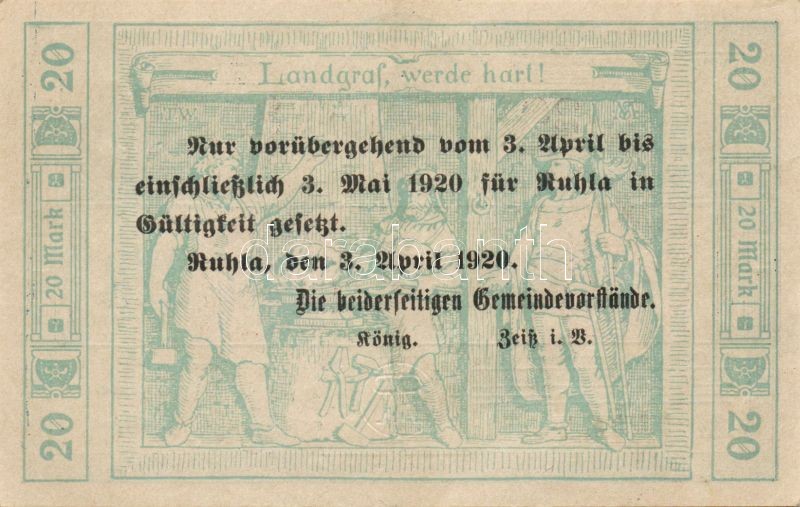 20
20
Landgraf, werde hart!
T.W.
Nur vorübergehend vom 3. April bis
einschließlich 3. Mai 1920 für Ruhla in
Gültigkeit gesetzt.
Ruhla, den 3. April 1920.
Die beiderseitigen Gemeindevorstände.
König. Zeiß i. V.
20 Mark
20 Mark
darabanth
20
20